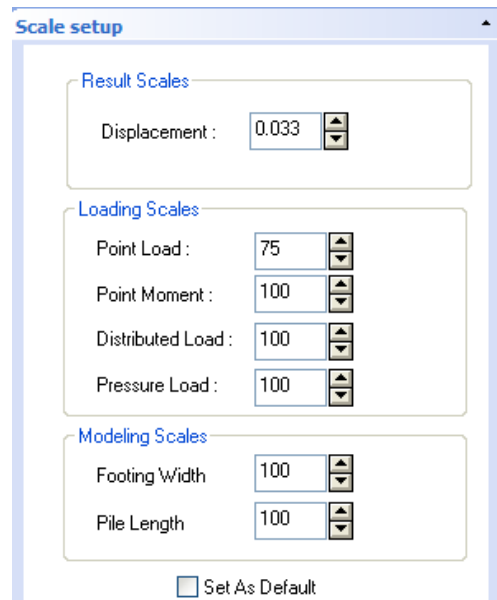 Scale setup
Result Scales
Displacement : 0.033
Loading Scales
Point Load : 75
Point Moment : 100
Distributed Load : 100
Pressure Load : 100
Modeling Scales
Footing Width 100
Pile Length 100
Set As Default